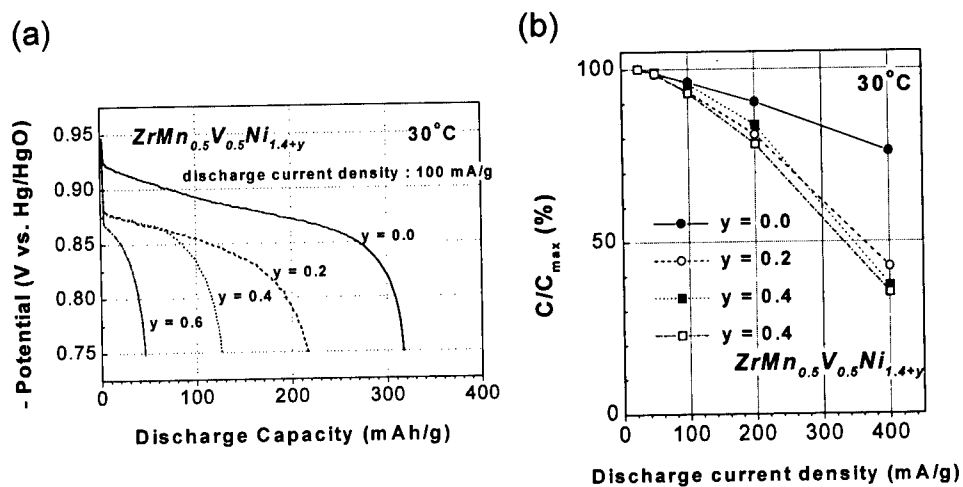 (a)
0.95
0.90
0.85
0.80
0.75
- Potential (V vs. Hg/HgO)
ZrMn0.5V0.5Ni1.4+y
30°C
discharge current density : 100 mA/g
y = 0.0
y = 0.2
y = 0.4
y = 0.6
0
100
200
300
400
Discharge Capacity (mAh/g)
(b)
100
50
0
C/Cmax (%)
30°C
y = 0.0
y = 0.2
y = 0.4
y = 0.4
ZrMn0.5V0.5Ni1.4+y
0
100
200
300
400
Discharge current density (mA/g)